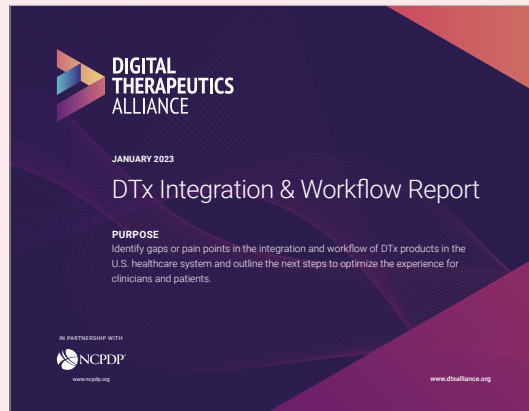 DIGITAL
THERAPEUTICS
ALLIANCE
JANUARY 2023
DTx Integration & Workflow Report
PURPOSE
Identify gaps or pain points in the integration and workflow of DTx products in the
U.S. healthcare system and outline the next steps to optimize the experience for
clinicians and patients.
IN PARTNERSHIP WITH
NCPDP®
www.ncpdp.org
www.dtxalliance.org